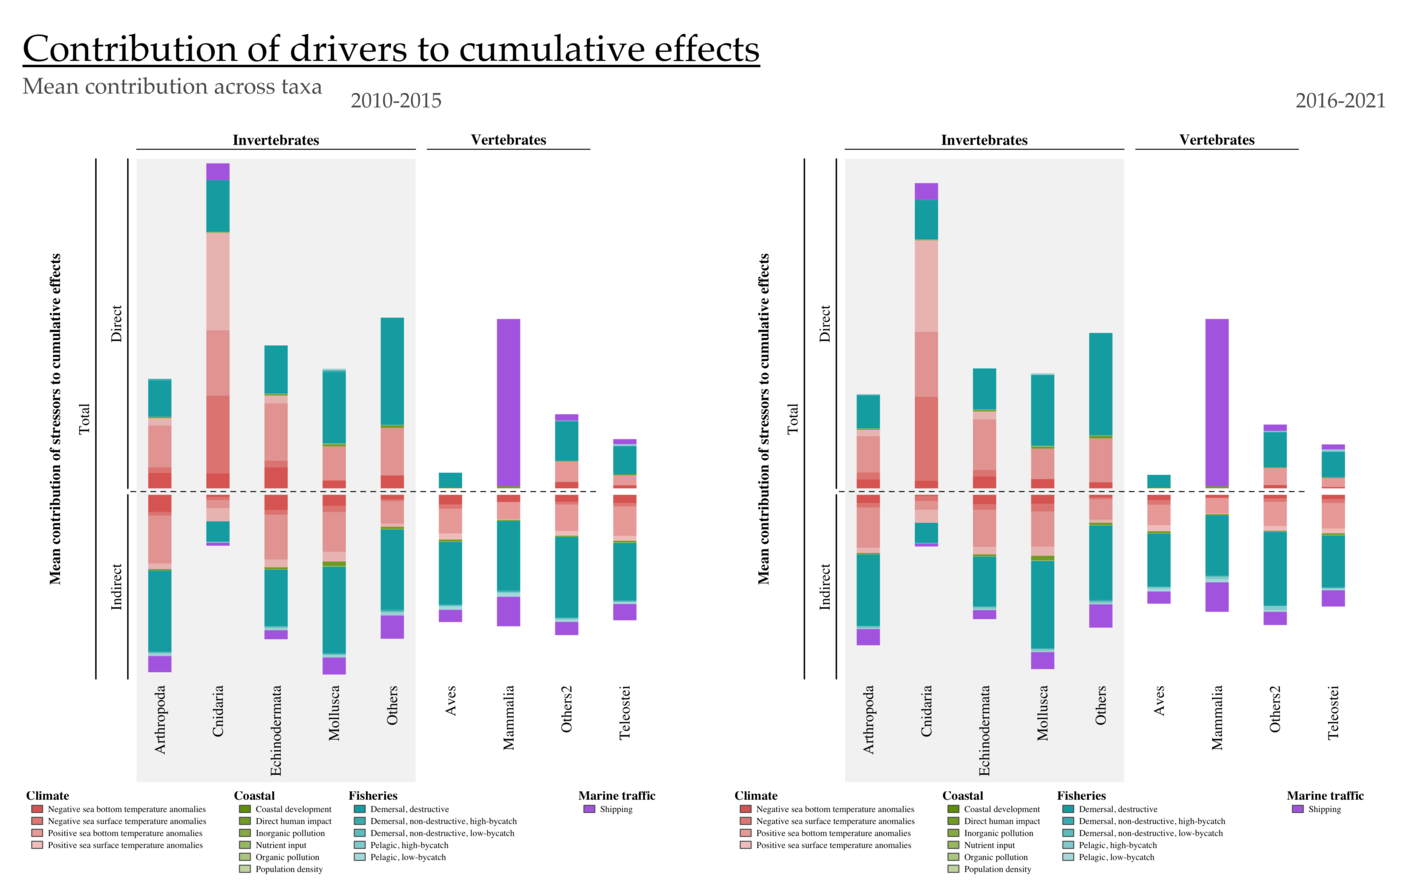 Contribution of drivers to cumulative effects
Mean contribution across taxa
2010-2015
2016-2021
Invertebrates
Vertebrates
Mean contribution of stressors to cumulative effects
Total
Direct
Indirect
Arthropoda
Cnidaria
Echinodermata
Mollusca
Others
Aves
Mammalia
Others2
Teleostei
Climate
Negative sea bottom temperature anomalies
Negative sea surface temperature anomalies
Positive sea bottom temperature anomalies
Positive sea surface temperature anomalies
Coastal
Coastal development
Direct human impact
Inorganic pollution
Nutrient input
Organic pollution
Population density
Fisheries
Demersal, destructive
Demersal, non-destructive, high-bycatch
Demersal, non-destructive, low-bycatch
Pelagic, high-bycatch
Pelagic, low-bycatch
Marine traffic
Shipping
Invertebrates
Vertebrates
Mean contribution of stressors to cumulative effects
Total
Direct
Indirect
Arthropoda
Cnidaria
Echinodermata
Mollusca
Others
Aves
Mammalia
Others2
Teleostei
Climate
Negative sea bottom temperature anomalies
Negative sea surface temperature anomalies
Positive sea bottom temperature anomalies
Positive sea surface temperature anomalies
Coastal
Coastal development
Direct human impact
Inorganic pollution
Nutrient input
Organic pollution
Population density
Fisheries
Demersal, destructive
Demersal, non-destructive, high-bycatch
Demersal, non-destructive, low-bycatch
Pelagic, high-bycatch
Pelagic, low-bycatch
Marine traffic
Shipping